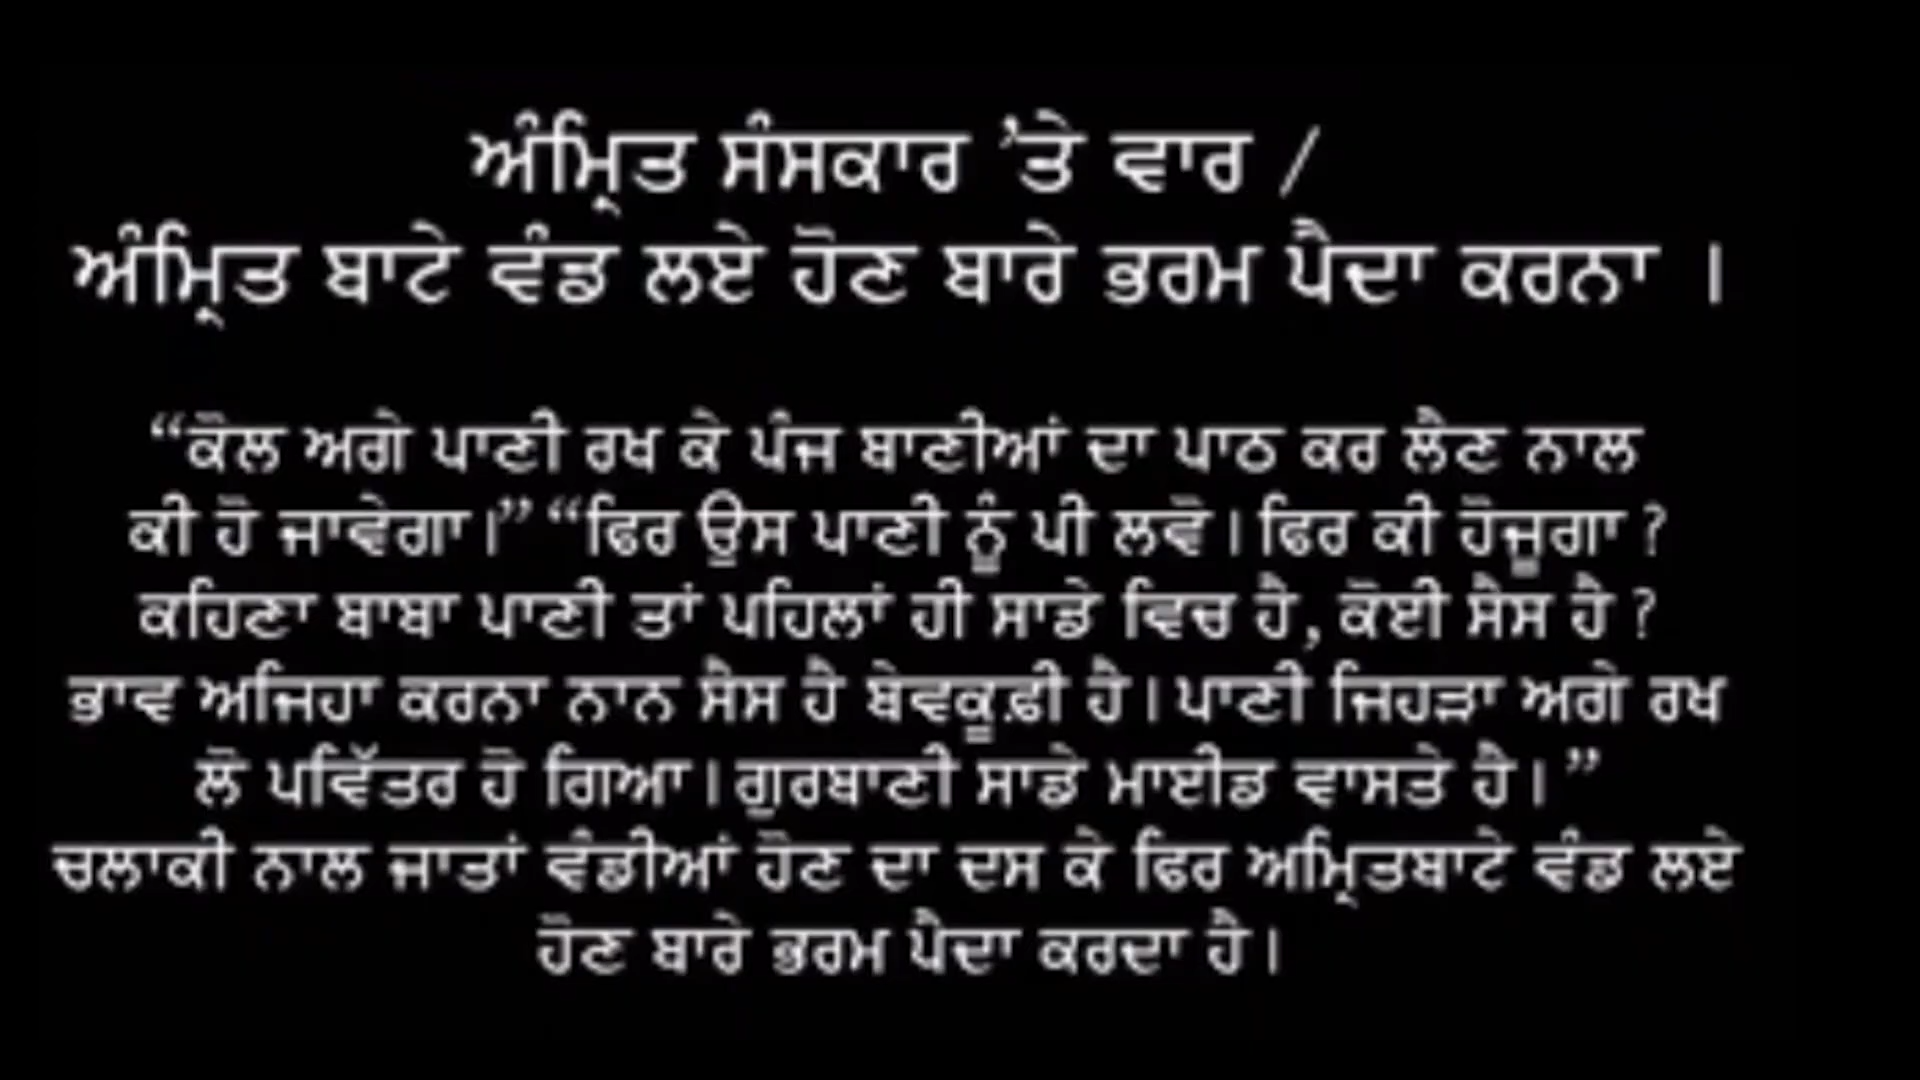 ਅੰਮ੍ਰਿਤ ਸੰਸਕਾਰ ’ਤੇ ਵਾਰ /
ਅੰਮ੍ਰਿਤ ਬਾਟੇ ਵੰਡ ਲਏ ਹੋਣ ਬਾਰੇ ਭਰਮ ਪੈਦਾ ਕਰਨਾ ।
“ਕੋਲ ਅਗੇ ਪਾਣੀ ਰਖ ਕੇ ਪੰਜ ਬਾਣੀਆਂ ਦਾ ਪਾਠ ਕਰ ਲੈਣ ਨਾਲ
ਕੀ ਹੋ ਜਾਵੇਗਾ।” “ਫਿਰ ਉਸ ਪਾਣੀ ਨੂੰ ਪੀ ਲਵੋ। ਫਿਰ ਕੀ ਹੋਜੂਗਾ ?
ਕਹਿਣਾ ਬਾਬਾ ਪਾਣੀ ਤਾਂ ਪਹਿਲਾਂ ਹੀ ਸਾਡੇ ਵਿਚ ਹੈ, ਕੋਈ ਸੈਸ ਹੈ ?
ਭਾਵ ਅਜਿਹਾ ਕਰਨਾ ਨਾਨ ਸੈਸ ਹੈ ਬੇਵਕੂਫ਼ੀ ਹੈ। ਪਾਣੀ ਜਿਹੜਾ ਅਗੇ ਰਖ
ਲੋ ਪਵਿੱਤਰ ਹੋ ਗਿਆ। ਗੁਰਬਾਣੀ ਸਾਡੇ ਮਾਈਡ ਵਾਸਤੇ ਹੈ। ”
ਚਲਾਕੀ ਨਾਲ ਜਾਤਾਂ ਵੰਡੀਆਂ ਹੋਣ ਦਾ ਦਸ ਕੇ ਫਿਰ ਅਮ੍ਰਿਤਬਾਟੇ ਵੰਡ ਲਏ
ਹੋਣ ਬਾਰੇ ਭਰਮ ਪੈਦਾ ਕਰਦਾ ਹੈ।